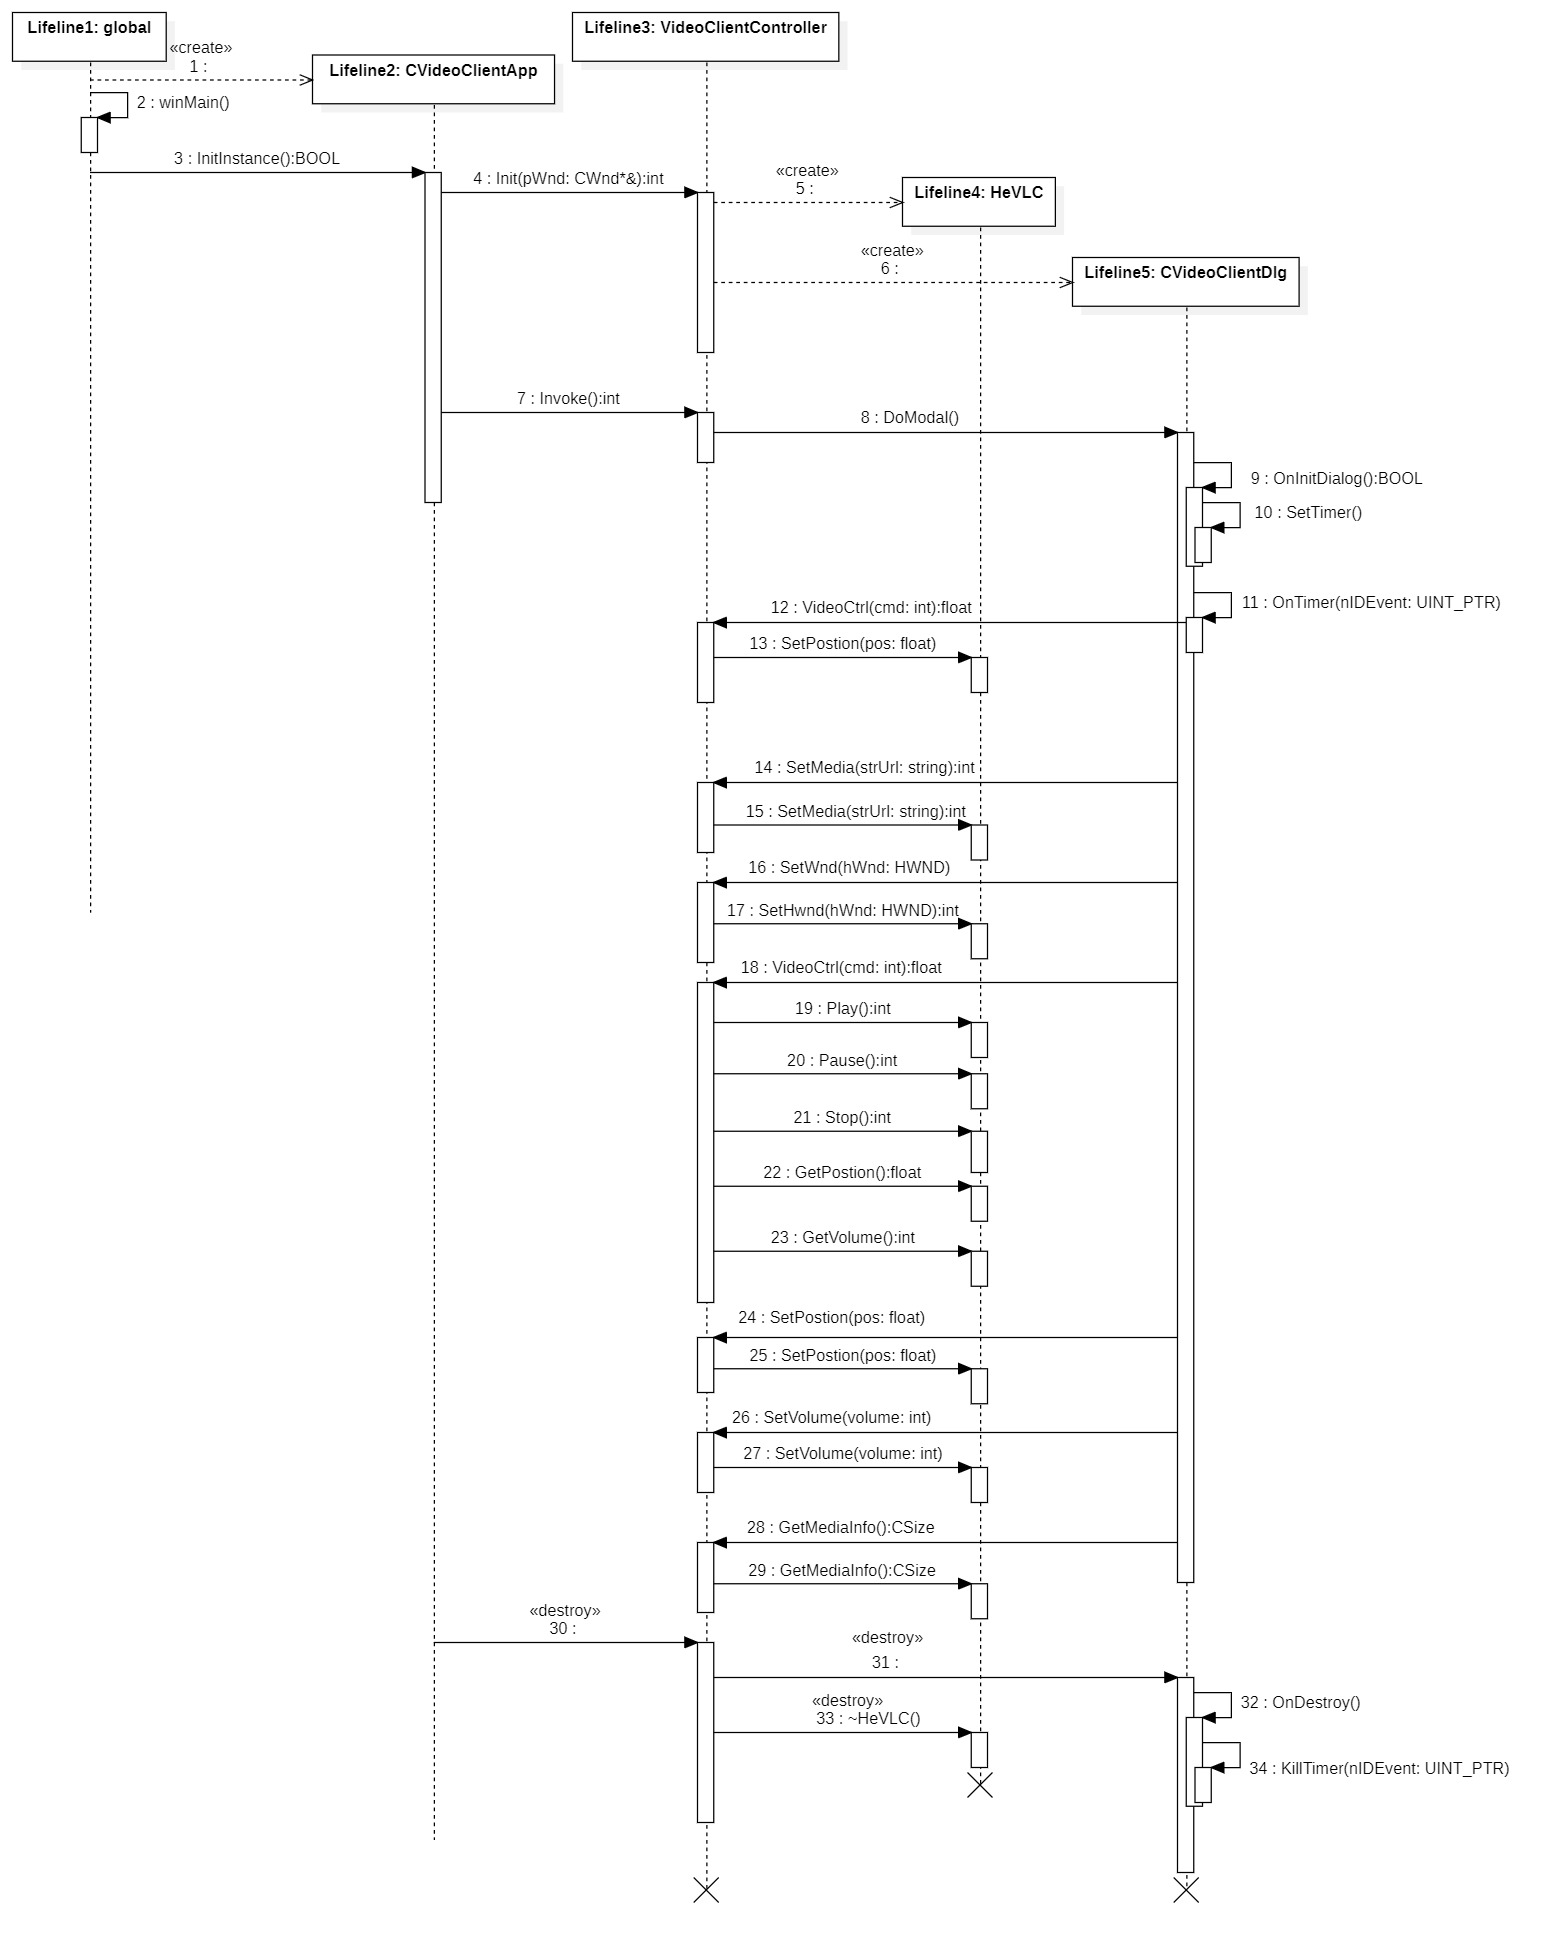 Lifeline1: global
Lifeline3: VideoClientController
«create»
1 :
Lifeline2: CVideoClientApp
2 : winMain()
3 : InitInstance():BOOL
4 : Init(pWnd: CWnd*&):int
«create»
5 :
Lifeline4: HeVLC
«create»
6 :
Lifeline5: CVideoClientDlg
7 : Invoke():int
8 : DoModal()
9 : OnInitDialog():BOOL
10 : SetTimer()
11 : OnTimer(nIDEvent: UINT_PTR)
12 : VideoCtrl(cmd: int):float
13 : SetPostion(pos: float)
14 : SetMedia(strUrl: string):int
15 : SetMedia(strUrl: string):int
16 : SetWnd(hWnd: HWND)
17 : SetHwnd(hWnd: HWND):int
18 : VideoCtrl(cmd: int):float
19 : Play():int
20 : Pause():int
21 : Stop():int
22 : GetPostion():float
23 : GetVolume():int
24 : SetPostion(pos: float)
25 : SetPostion(pos: float)
26 : SetVolume(volume: int)
27 : SetVolume(volume: int)
28 : GetMediaInfo():CSize
29 : GetMediaInfo():CSize
«destroy»
30 :
«destroy»
31 :
32 : OnDestroy()
«destroy»
33 : ~HeVLC()
34 : KillTimer(nIDEvent: UINT_PTR)